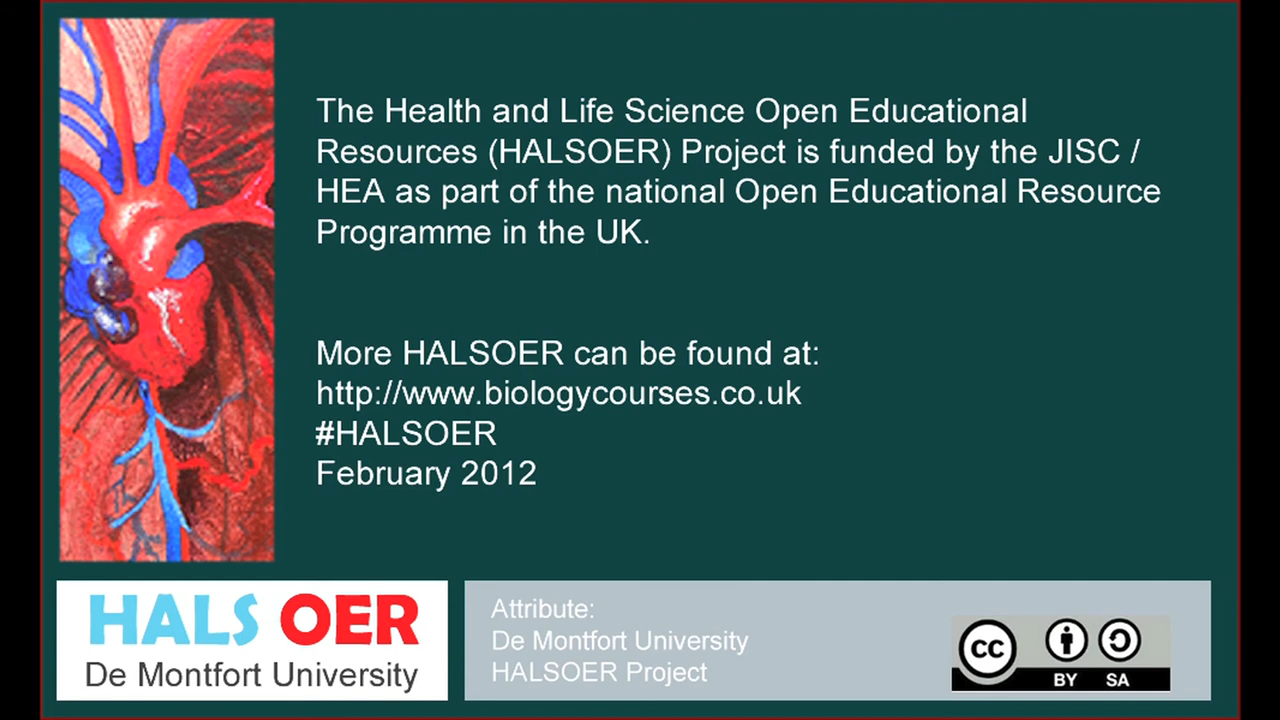 The Health and Life Science Open Educational
Resources (HALSOER) Project is funded by the JISC /
HEA as part of the national Open Educational Resource
Programme in the UK.
More HALSOER can be found at:
http://www.biologycourses.co.uk
#HALSOER
February 2012
HALS OER
De Montfort University
Attribute:
De Montfort University
HALSOER Project
cc
BY SA